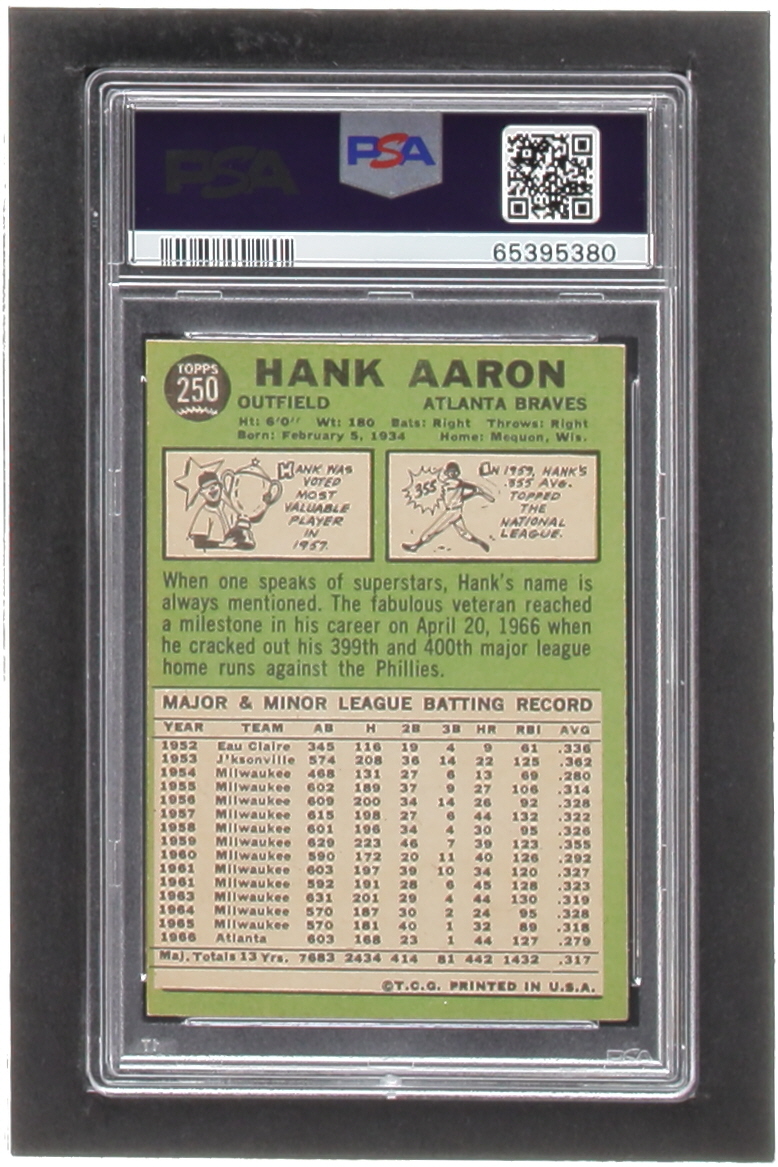 PSA PSA
65395380
TOPPS
250
HANK AARON
OUTFIELD ATLANTA BRAVES
Ht: 6'0" Wt: 180 Bats: Right Throws: Right
Born: February 5, 1934 Home: Mequon, Wis.
HANK WAS
VOTED
MOST
VALUABLE
PLAYER
IN
1957.
.355
IN 1959, HANK'S
.355 AVG.
TOPPED
THE
NATIONAL
LEAGUE.
When one speaks of superstars, Hank's name is
always mentioned. The fabulous veteran reached
a milestone in his career on April 20, 1966 when
he cracked out his 399th and 400th major league
home runs against the Phillies.
MAJOR & MINOR LEAGUE BATTING RECORD
YEAR TEAM AB H 2B 3B HR RBI AVG
1952 Eau Claire 345 116 19 4 9 61 .336
1953 J'ksonville 574 208 36 14 22 125 .362
1954 Milwaukee 468 131 27 6 13 69 .280
1955 Milwaukee 602 189 37 9 27 106 .314
1956 Milwaukee 609 200 34 14 26 92 .328
1957 Milwaukee 615 198 27 6 44 132 .322
1958 Milwaukee 601 196 34 4 30 95 .326
1959 Milwaukee 629 223 46 7 39 123 .355
1960 Milwaukee 590 172 20 11 40 126 .292
1961 Milwaukee 603 197 39 10 34 120 .327
1961 Milwaukee 592 191 28 6 45 128 .323
1963 Milwaukee 631 201 29 4 44 130 .319
1964 Milwaukee 570 187 30 2 24 95 .328
1965 Milwaukee 570 181 40 1 32 89 .318
1966 Atlanta 603 168 23 1 44 127 .279
Maj. Totals 13 Yrs. 7683 2434 414 81 442 1432 .317
©T.C.G. PRINTED IN U.S.A.
PSA